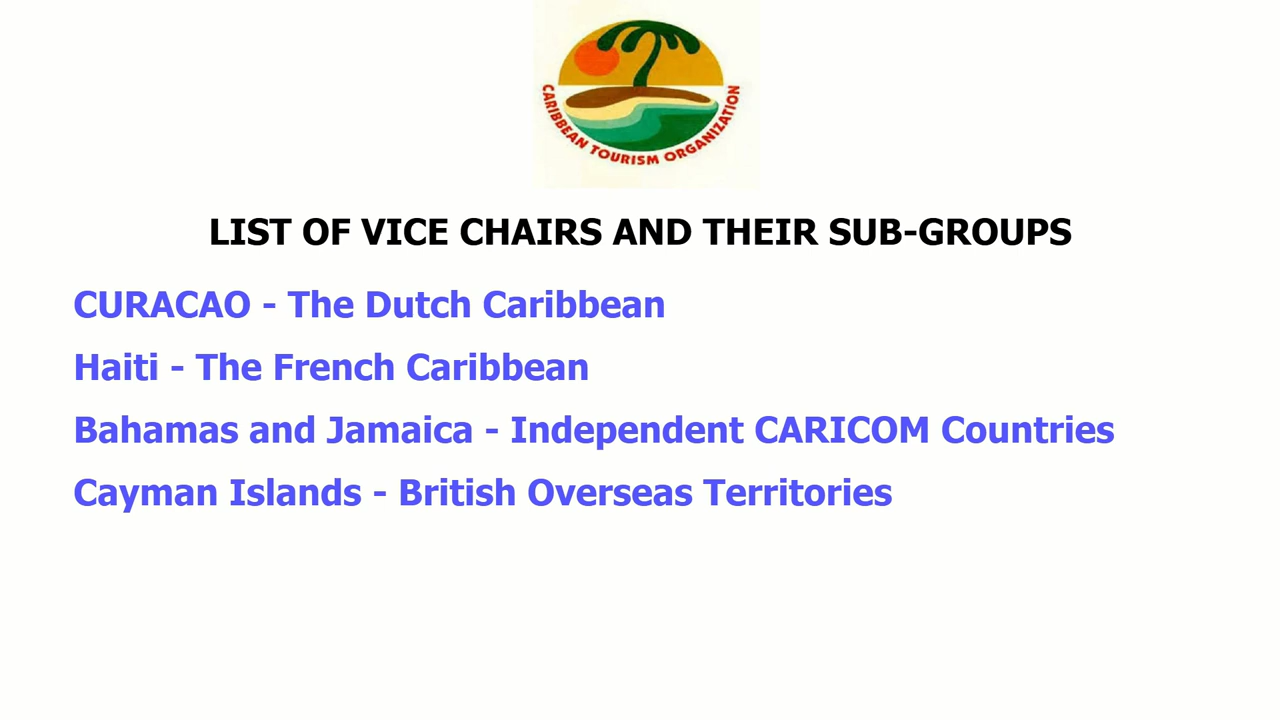 CARIBBEAN TOURISM ORGANIZATION
LIST OF VICE CHAIRS AND THEIR SUB-GROUPS
CURACAO - The Dutch Caribbean
Haiti - The French Caribbean
Bahamas and Jamaica - Independent CARICOM Countries
Cayman Islands - British Overseas Territories